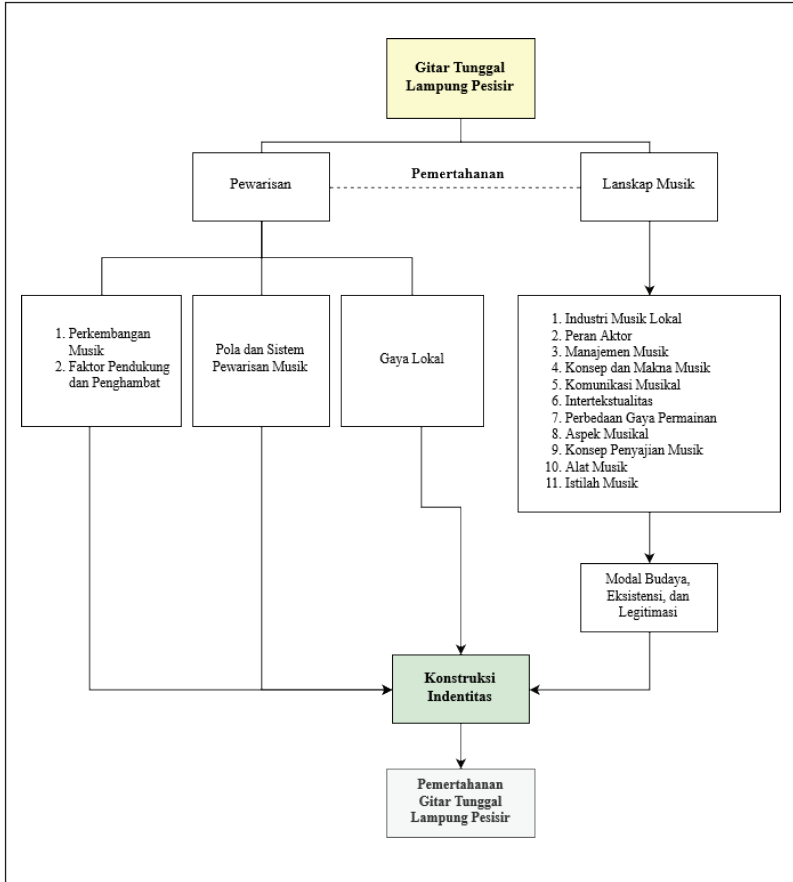 Gitar Tunggal
Lampung Pesisir
Pewarisan
Pemertahanan
Lanskap Musik
1. Perkembangan
Musik
2. Faktor Pendukung
dan Penghambat
Pola dan Sistem
Pewarisan Musik
Gaya Lokal
1. Industri Musik Lokal
2. Peran Aktor
3. Manajemen Musik
4. Konsep dan Makna Musik
5. Komunikasi Musikal
6. Intertekstualitas
7. Perbedaan Gaya Permainan
8. Aspek Musikal
9. Konsep Penyajian Musik
10. Alat Musik
11. Istilah Musik
Modal Budaya,
Eksistensi, dan
Legitimasi
Konstruksi
Indentitas
Pemertahanan
Gitar Tunggal
Lampung Pesisir